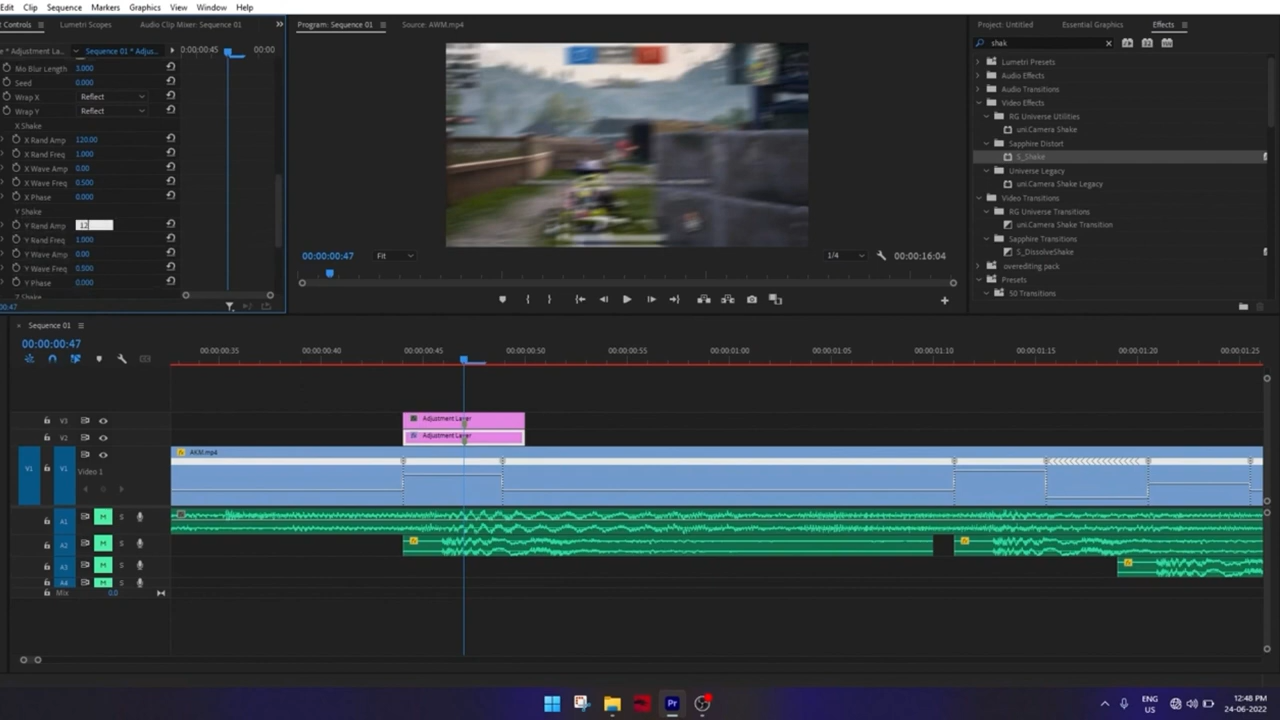 Edit Clip Sequence Markers Graphics View Window Help
t Controls Lumetri Scopes Audio Clip Mixer: Sequence 01
Program: Sequence 01 Source: AWM.mp4
Project: Untitled Essential Graphics Effects
e * Adjustment La... Sequence 01 * Adjus...
0;00;00;45 00:00
shak
Mo Blur Length 3.000
Seed 0.000
Wrap X Reflect
Wrap Y Reflect
X Shake
X Rand Amp 120.00
X Rand Freq 1.000
X Wave Amp 0.00
X Wave Freq 0.500
X Phase 0.000
Y Shake
Y Rand Amp 12
Y Rand Freq 1.000
Y Wave Amp 0.00
Y Wave Freq 0.500
Y Phase 0.000
Z Shake
00:47
00:00:00:47 Fit 1/4 00:00:16:04
Lumetri Presets
Audio Effects
Audio Transitions
Video Effects
RG Universe Utilities
uni.Camera Shake
Sapphire Distort
S_Shake
Universe Legacy
uni.Camera Shake Legacy
Video Transitions
RG Universe Transitions
uni.Camera Shake Transition
Sapphire Transitions
S_DissolveShake
overediting pack
Presets
50 Transitions
Sequence 01
00:00:00:47
00:00:00:35 00:00:00:40 00:00:00:45 00:00:00:50 00:00:00:55 00:00:01:00 00:00:01:05 00:00:01:10 00:00:01:15 00:00:01:20 00:00:01:25
V3 Adjustment Layer
V2 Adjustment Layer
V1 V1 Video 1 AKM.mp4
A1 M S
A2 M S
A3 M S
A4 M S
Mix 0.0
Pr
ENG
US
12:48 PM
24-06-2022